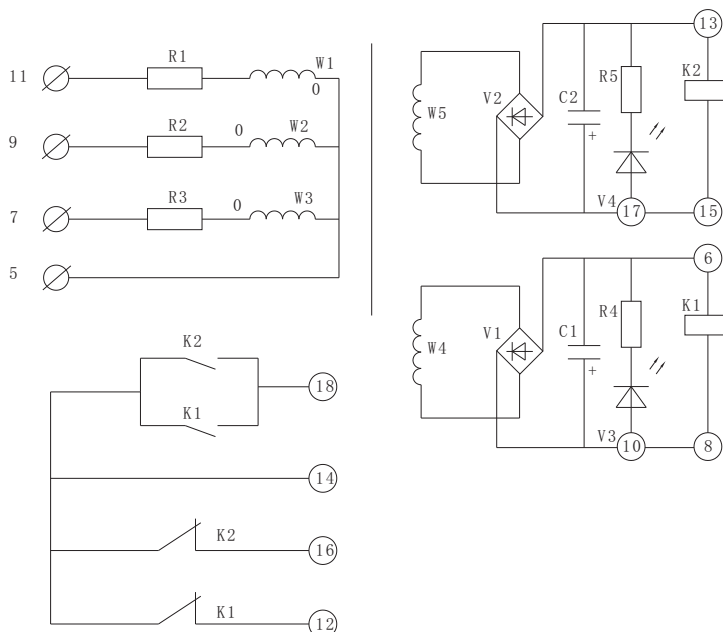 11 R1 W1
0
9 R2 0 W2
7 R3 0 W3
5
13
W5 V2 C2 + R5 K2
V4 17 15
6
W4 V1 C1 + R4 K1
V3 10 8
K2
18
K1
14
K2 16
K1 12